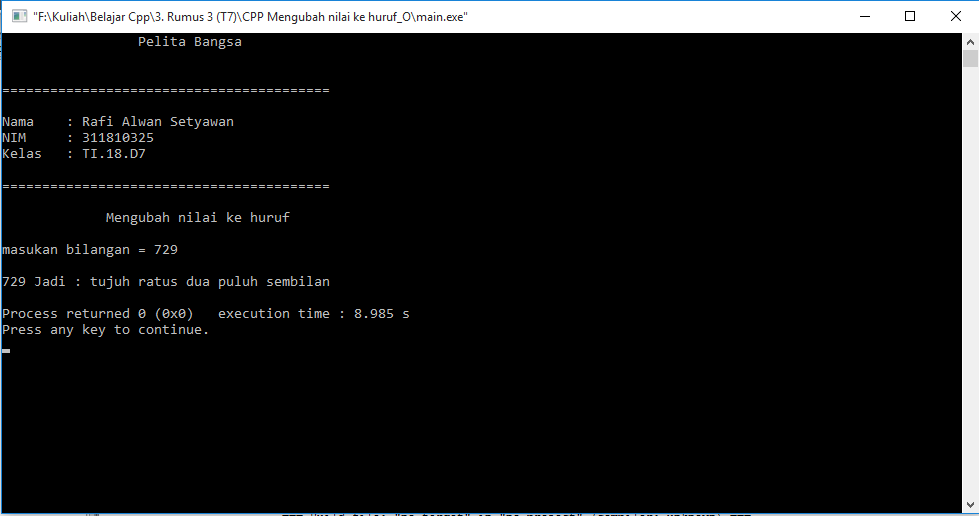 "F:\Kuliah\Belajar Cpp\3. Rumus 3 (T7)\CPP Mengubah nilai ke huruf_O\main.exe"
Pelita Bangsa
=========================================
Nama    : Rafi Alwan Setyawan
NIM     : 311810325
Kelas   : TI.18.D7
=========================================
Mengubah nilai ke huruf
masukan bilangan = 729
729 Jadi : tujuh ratus dua puluh sembilan
Process returned 0 (0x0)   execution time : 8.985 s
Press any key to continue.